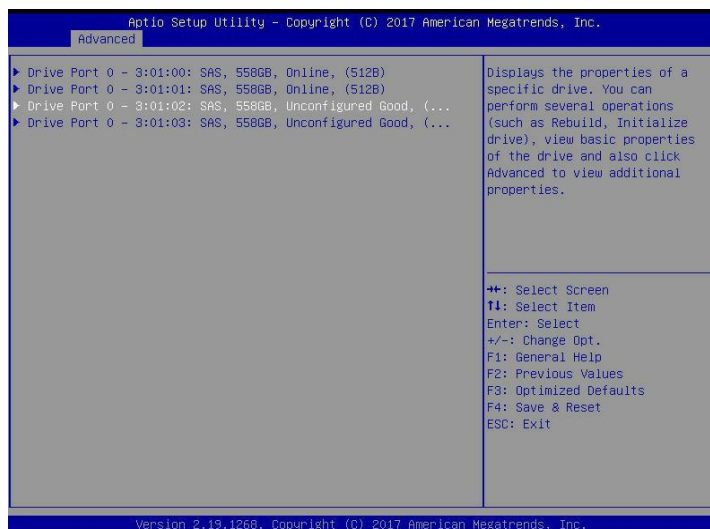 Aptio Setup Utility – Copyright (C) 2017 American Megatrends, Inc.
Advanced
Drive Port 0 - 3:01:00: SAS, 558GB, Online, (512B)
Drive Port 0 - 3:01:01: SAS, 558GB, Online, (512B)
Drive Port 0 - 3:01:02: SAS, 558GB, Unconfigured Good, (...
Drive Port 0 - 3:01:03: SAS, 558GB, Unconfigured Good, (...
Displays the properties of a
specific drive. You can
perform several operations
(such as Rebuild, Initialize
drive), view basic properties
of the drive and also click
Advanced to view additional
properties.
→←: Select Screen
↑↓: Select Item
Enter: Select
+/-: Change Opt.
F1: General Help
F2: Previous Values
F3: Optimized Defaults
F4: Save & Reset
ESC: Exit
Version 2.19.1268. Copyright (C) 2017 American Megatrends, Inc.